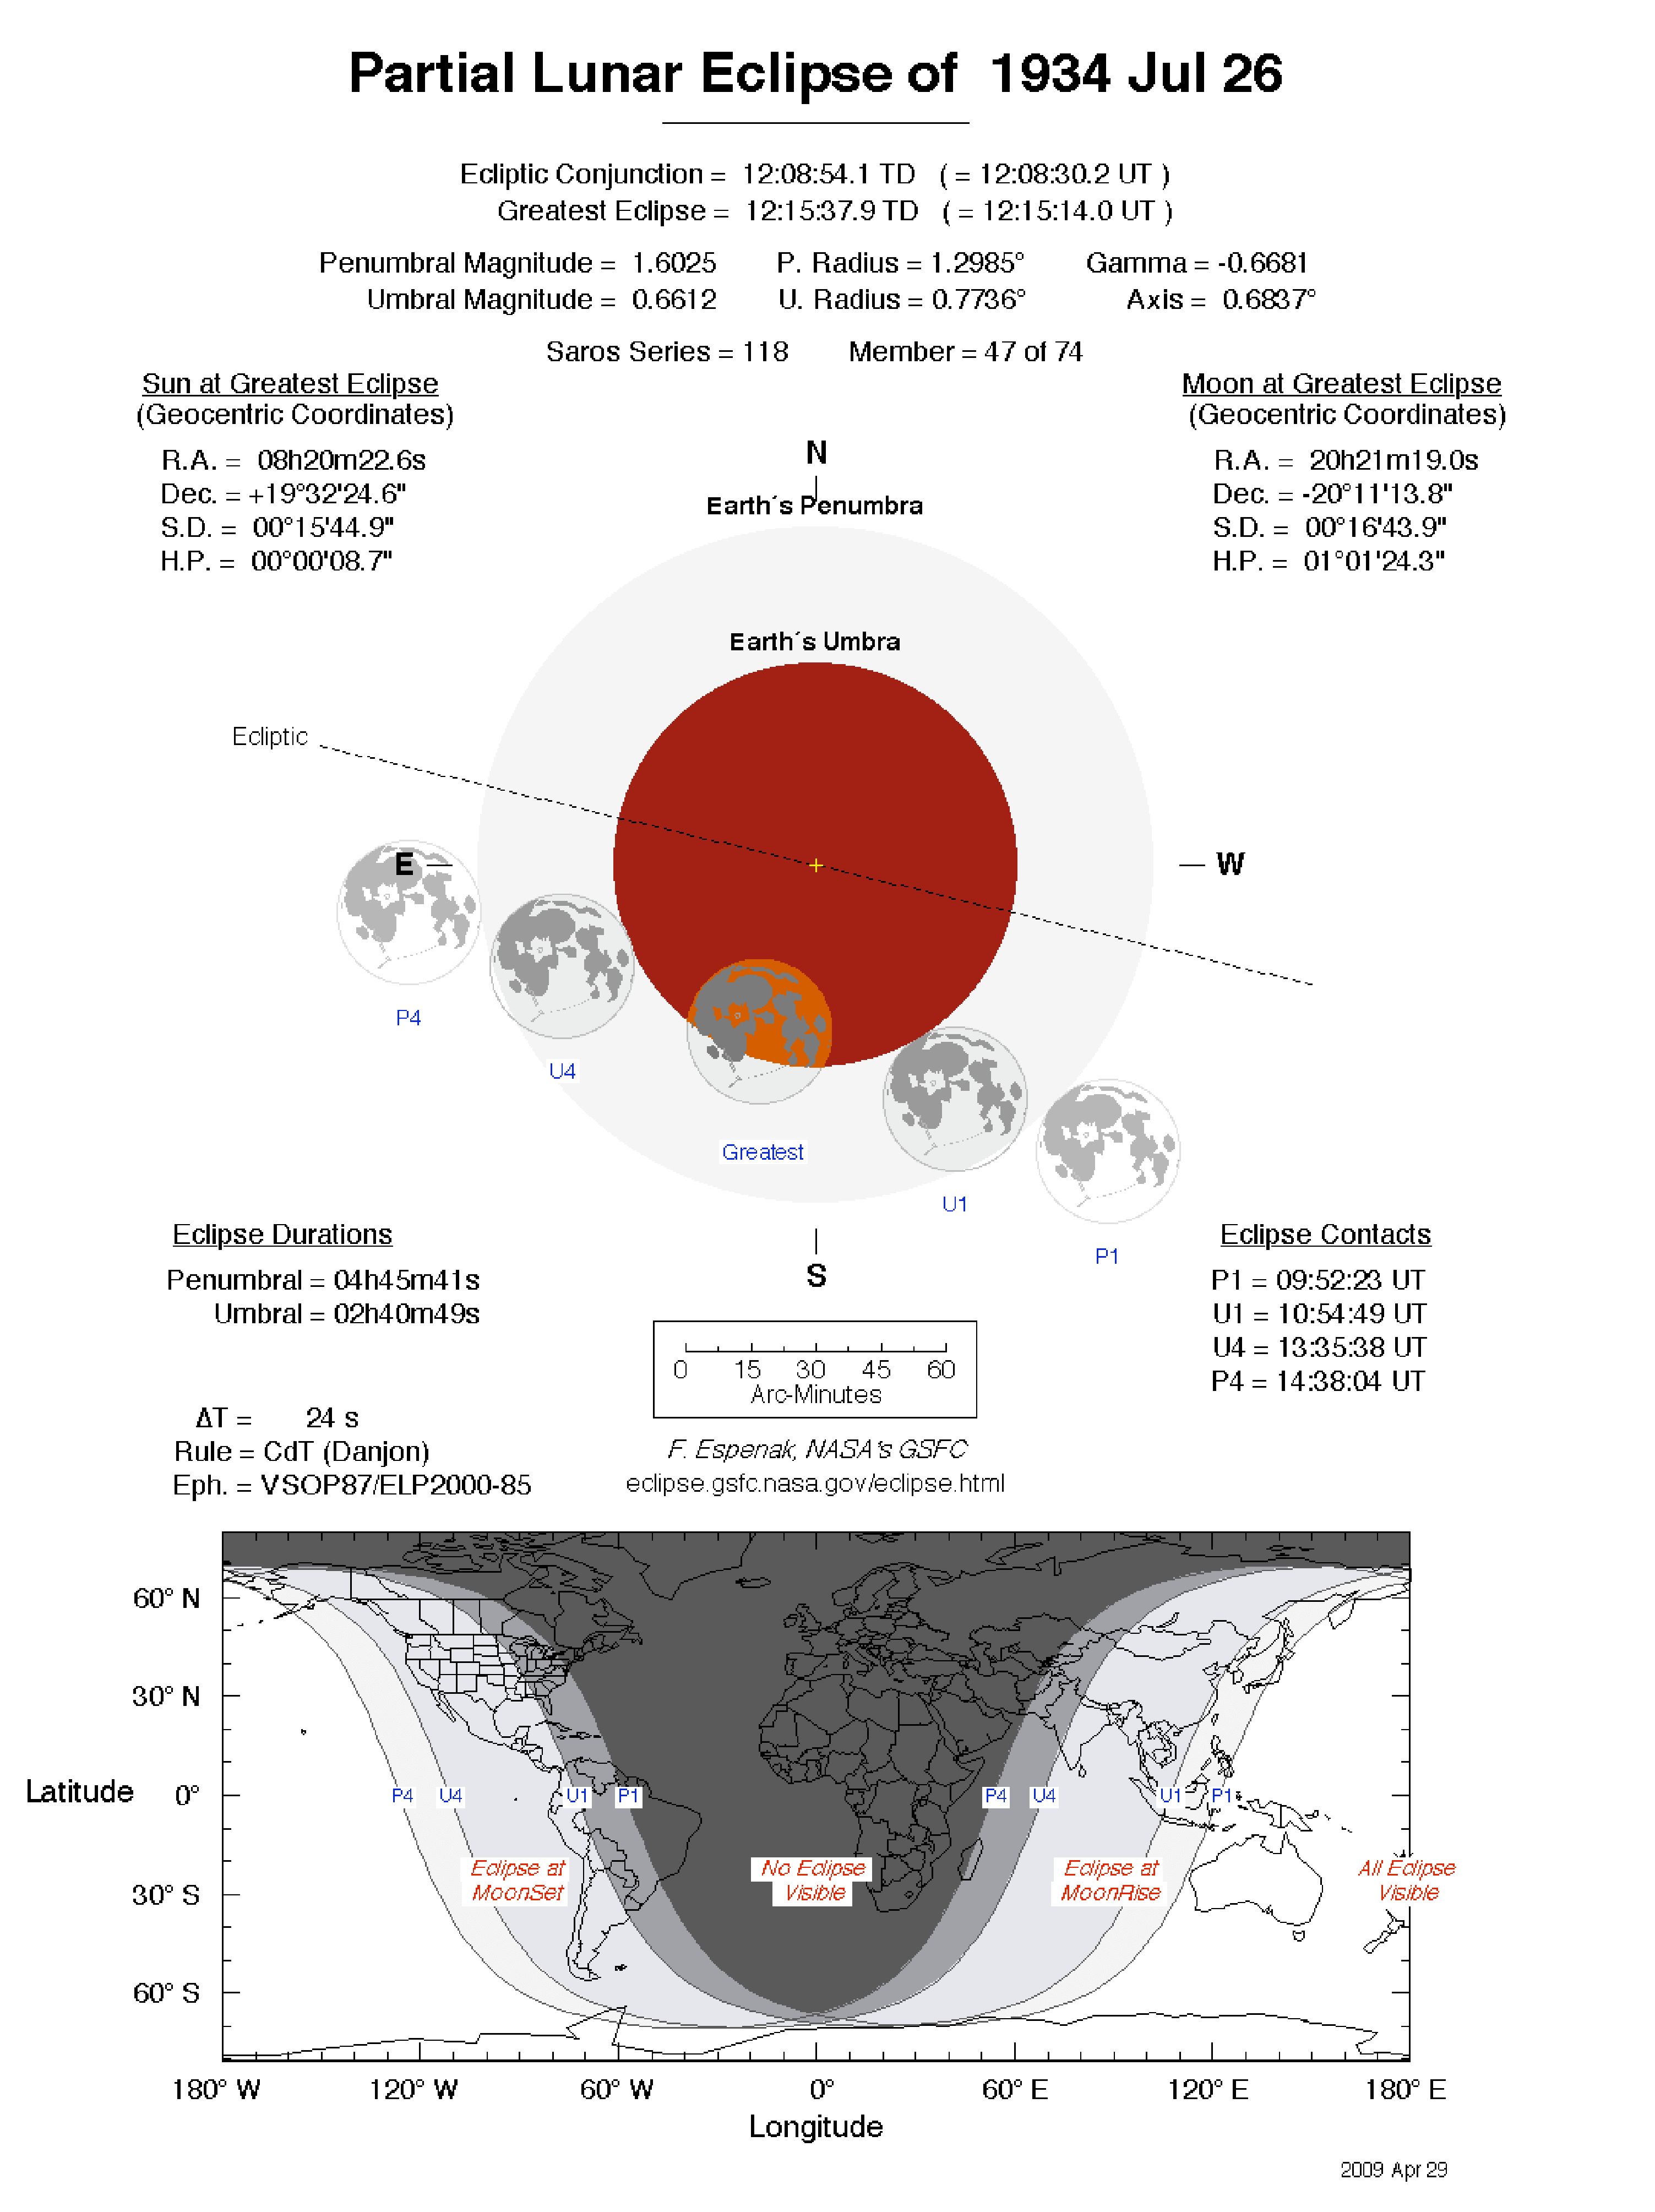 Partial Lunar Eclipse of 1934 Jul 26
Ecliptic Conjunction = 12:08:54.1 TD ( = 12:08:30.2 UT )
Greatest Eclipse = 12:15:37.9 TD ( = 12:15:14.0 UT )
Penumbral Magnitude = 1.6025 P. Radius = 1.2985° Gamma = -0.6681
Umbral Magnitude = 0.6612 U. Radius = 0.7736° Axis = 0.6837°
Saros Series = 118 Member = 47 of 74
Sun at Greatest Eclipse
(Geocentric Coordinates)
R.A. = 08h20m22.6s
Dec. = +19°32'24.6"
S.D. = 00°15'44.9"
H.P. = 00°00'08.7"
Moon at Greatest Eclipse
(Geocentric Coordinates)
R.A. = 20h21m19.0s
Dec. = -20°11'13.8"
S.D. = 00°16'43.9"
H.P. = 01°01'24.3"
N
Earth´s Penumbra
Earth´s Umbra
Ecliptic
E
W
P4
U4
Greatest
U1
P1
S
Eclipse Durations
Penumbral = 04h45m41s
Umbral = 02h40m49s
Eclipse Contacts
P1 = 09:52:23 UT
U1 = 10:54:49 UT
U4 = 13:35:38 UT
P4 = 14:38:04 UT
0 15 30 45 60
Arc-Minutes
ΔT = 24 s
Rule = CdT (Danjon)
Eph. = VSOP87/ELP2000-85
F. Espenak, NASA's GSFC
eclipse.gsfc.nasa.gov/eclipse.html
60° N
30° N
Latitude 0°
30° S
60° S
P4 U4 U1 P1 P4 U4 U1 P1
Eclipse at
MoonSet
No Eclipse
Visible
Eclipse at
MoonRise
All Eclipse
Visible
180° W 120° W 60° W 0° 60° E 120° E 180° E
Longitude
2009 Apr 29